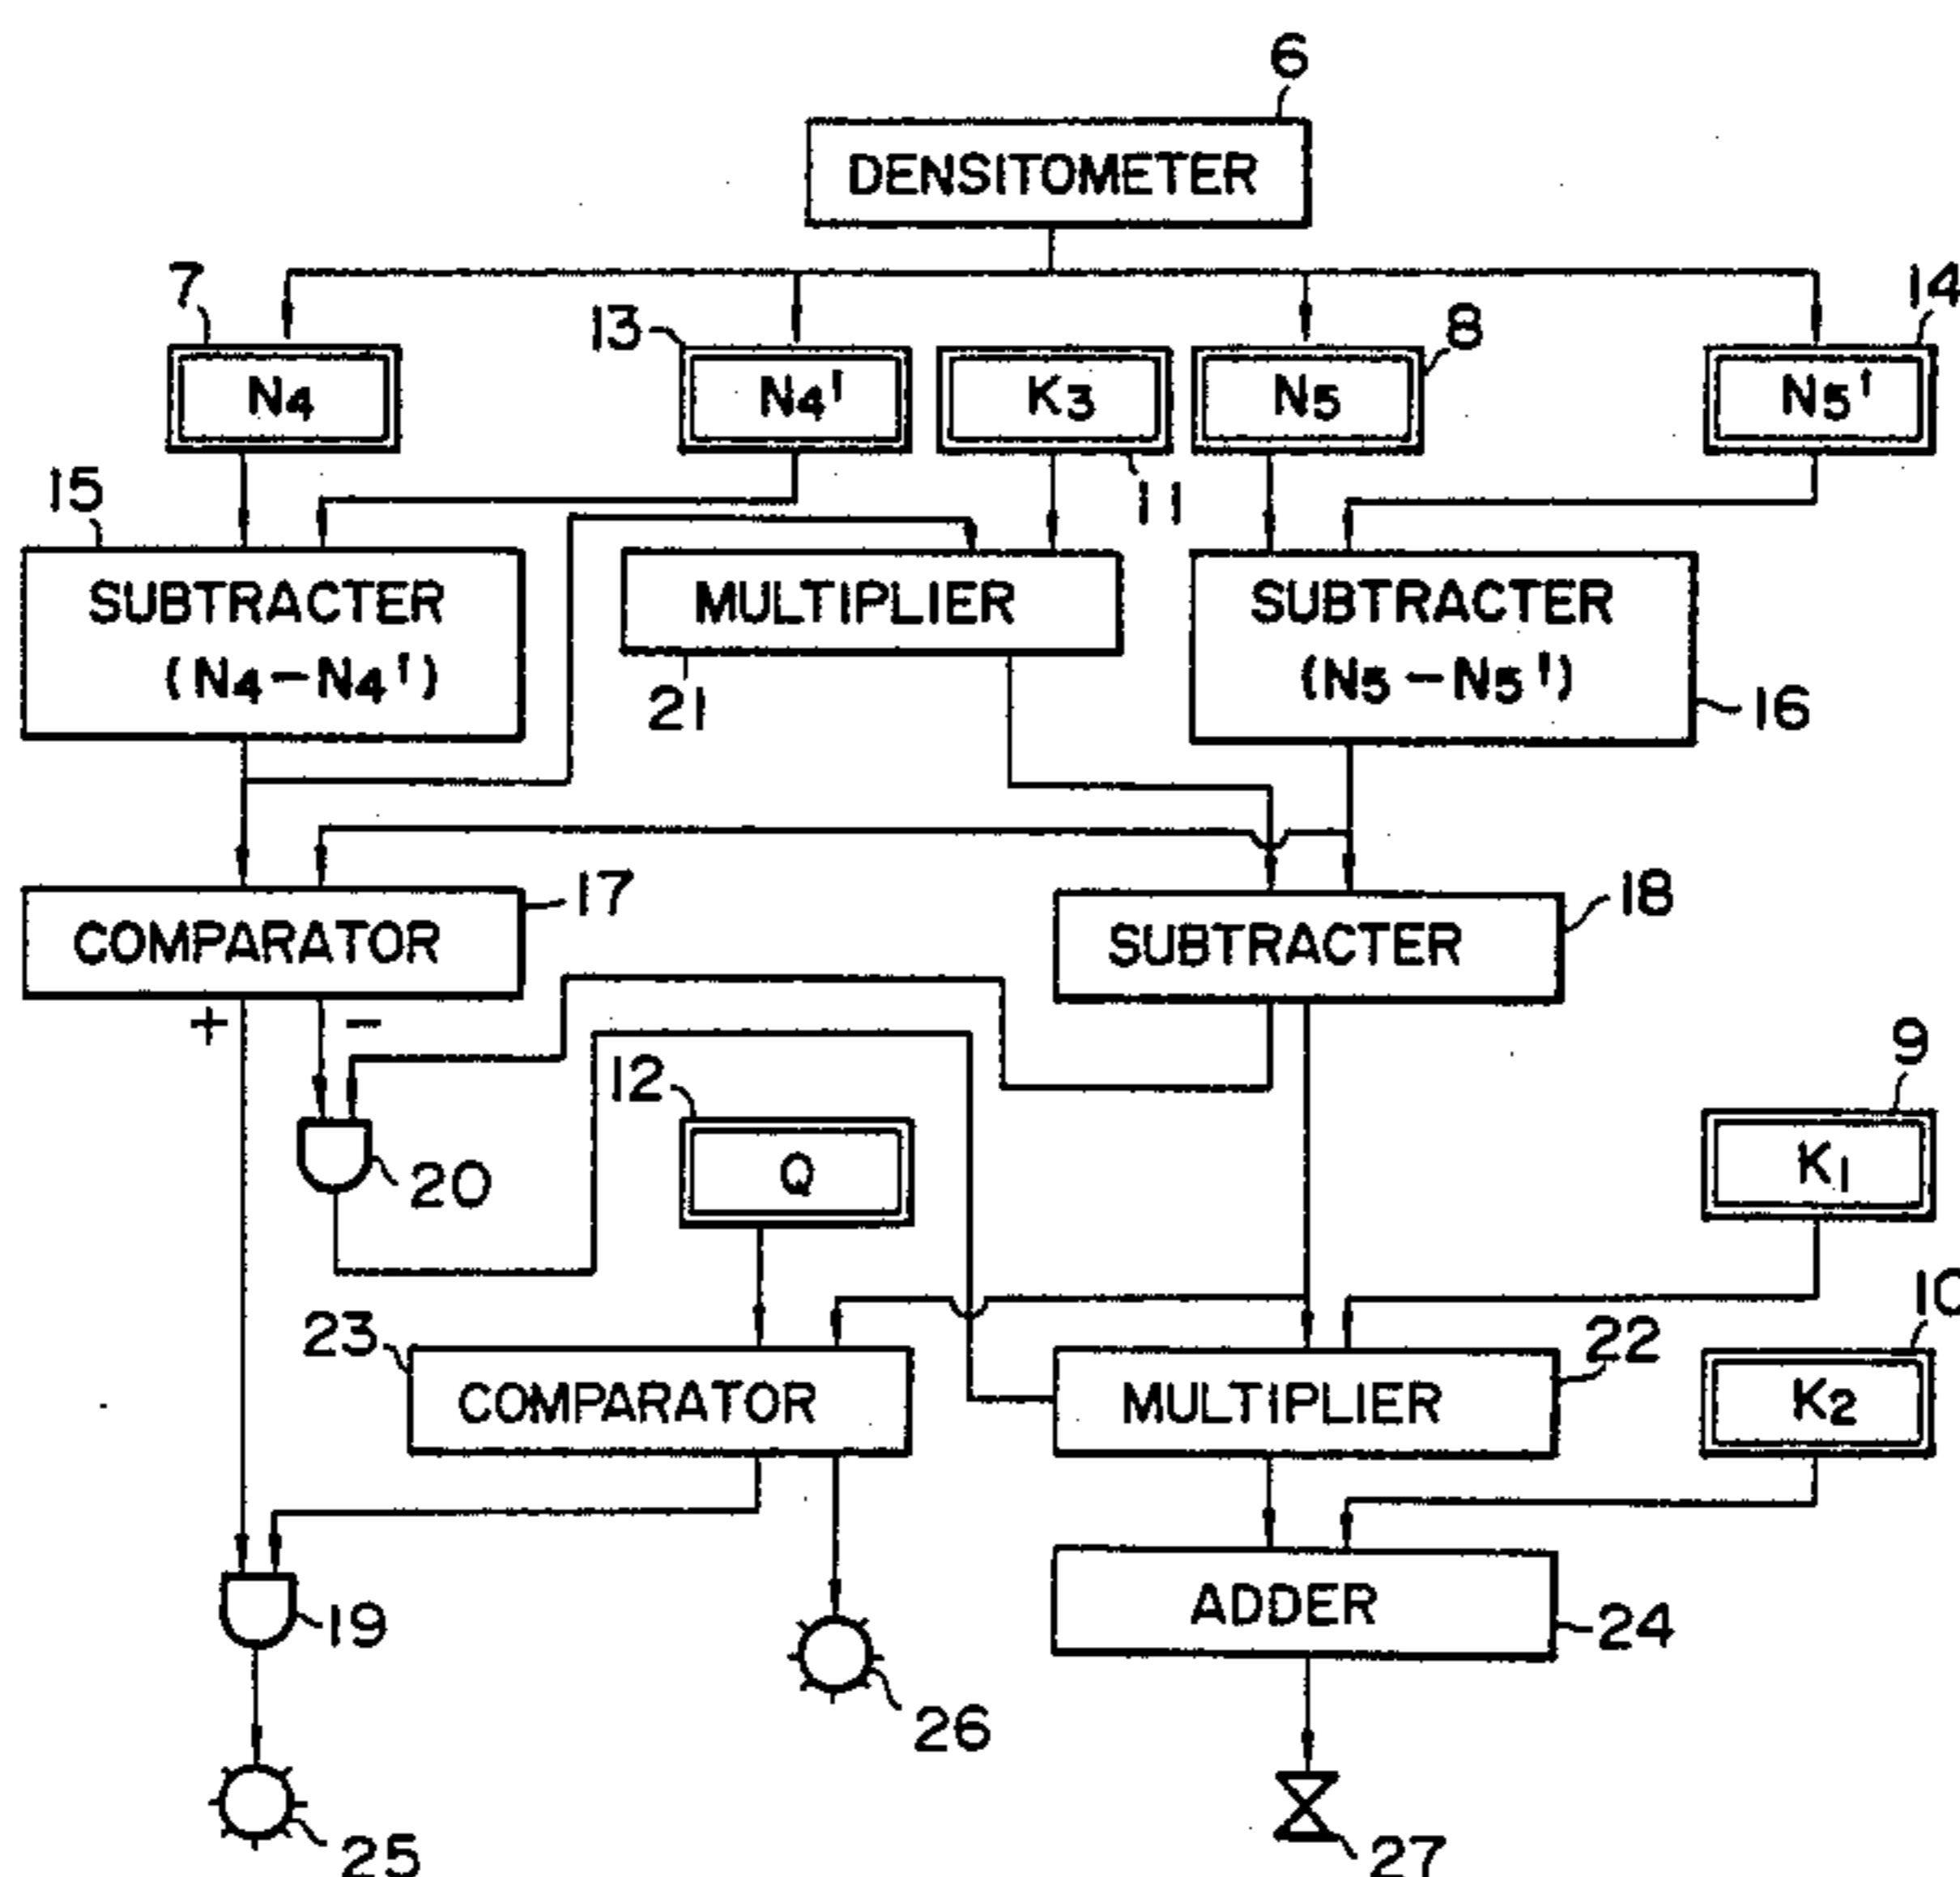 6
DENSITOMETER
7
13
8
14
N4
N4'
K3
N5
N5'
15
11
SUBTRACTER
(N4-N4')
MULTIPLIER
SUBTRACTER
(N5-N5')
21
16
17
18
COMPARATOR
SUBTRACTER
+
-
9
12
20
Q
K1
10
23
22
COMPARATOR
MULTIPLIER
K2
19
ADDER
24
26
25
27